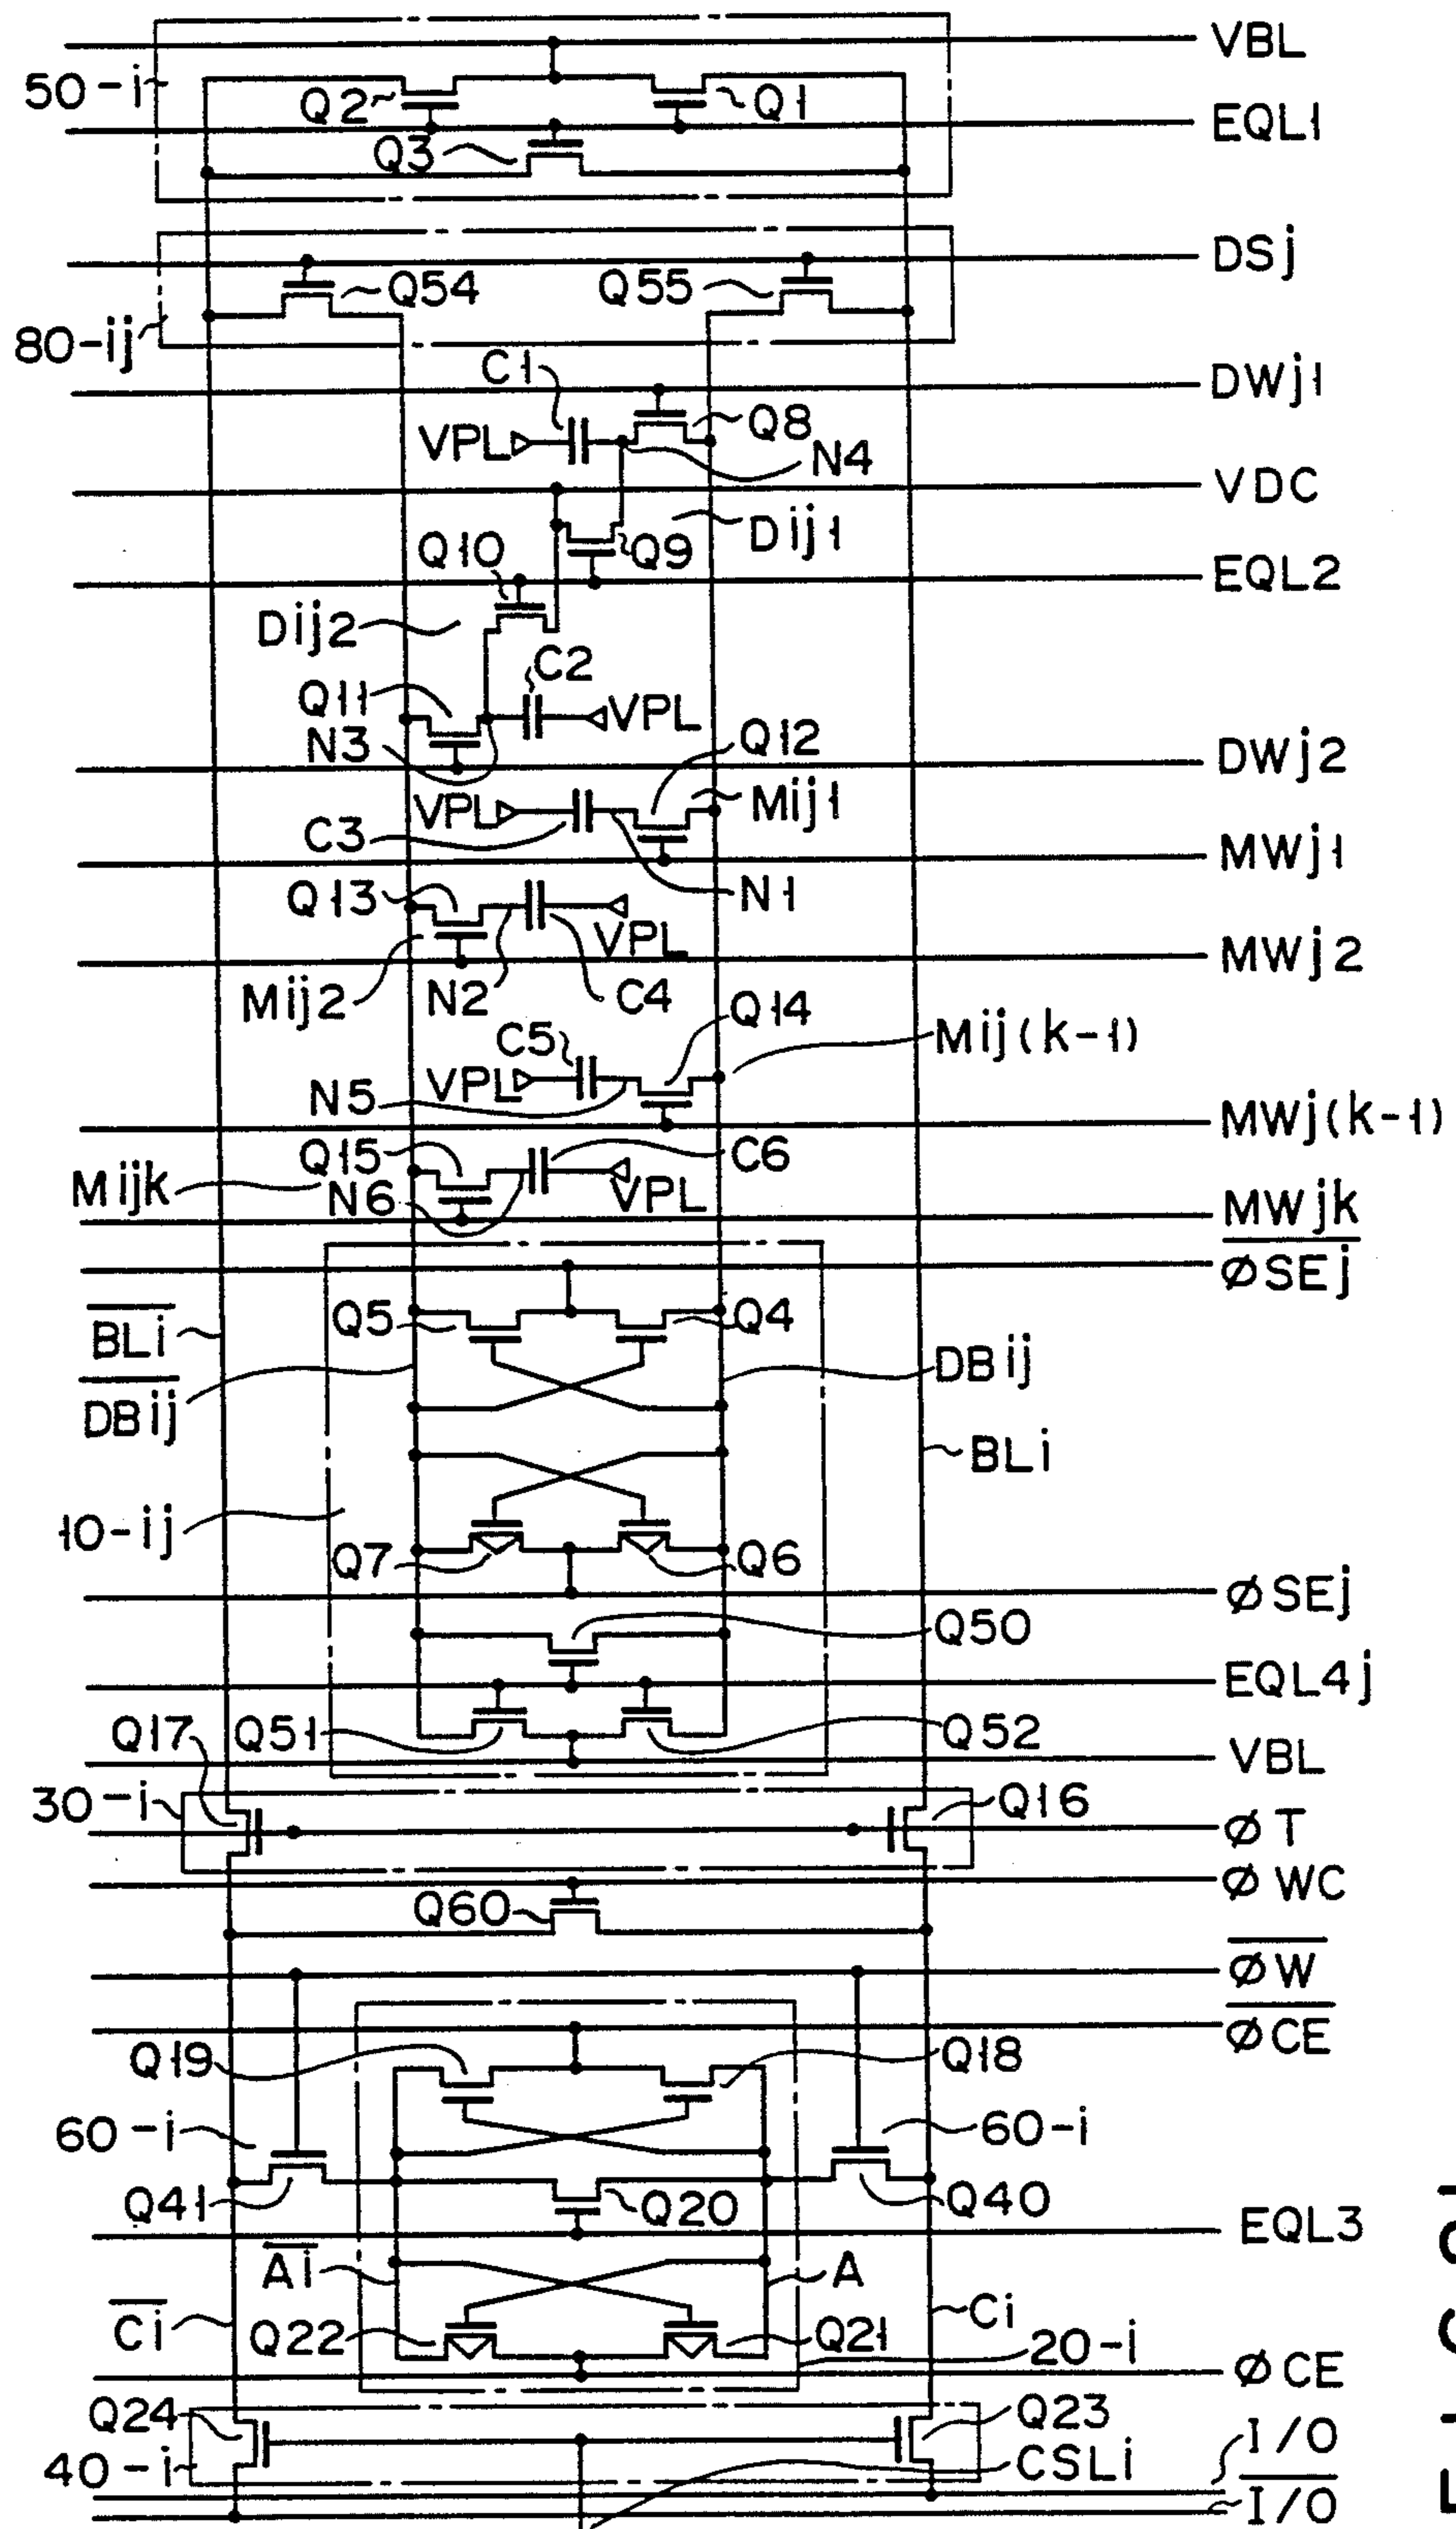 VBL
50-i
Q2
Q1
EQL1
Q3
DSj
Q54
Q55
80-ij
C1
DWj1
VPL
Q8
N4
VDC
Dij1
Q10
Q9
EQL2
Dij2
C2
Q11
VPL
N3
Q12
DWj2
VPL
Mij1
C3
MWj1
Q13
N1
VPL
MWj2
Mij2
N2
C4
Q14
C5
Mij(k-1)
VPL
N5
MWj(k-1)
Q15
C6
Mijk
N6
VPL
MWjk
φSEj
Q5
Q4
BLi
DBij
DBij
BLi
10-ij
Q7
Q6
φSEj
Q50
EQL4j
Q17
Q51
Q52
VBL
30-i
Q16
φT
φWC
Q60
φW
φCE
Q19
Q18
60-i
60-i
Q41
Q20
Q40
EQL3
Ai
A
Ci
Ci
Q22
Q21
20-i
φCE
Q24
Q23
I/O
40-i
CSLi
I/O